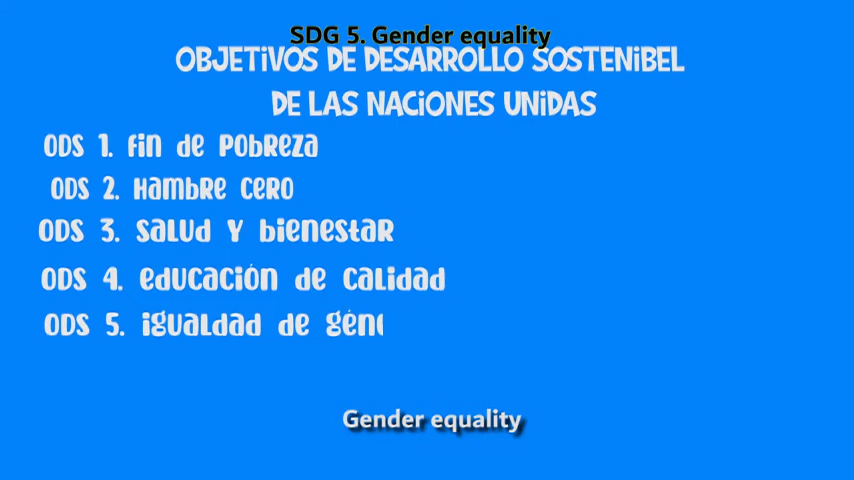 SDG 5. Gender equality
OBJETIVOS DE DESARROLLO SOSTENIBEL
DE LAS NACIONES UNIDAS
ODS 1. fin de pobreza
ODS 2. Hambre cero
ODS 3. salud y bienestar
ODS 4. educación de calidad
ODS 5. igualdad de géne
Gender equality